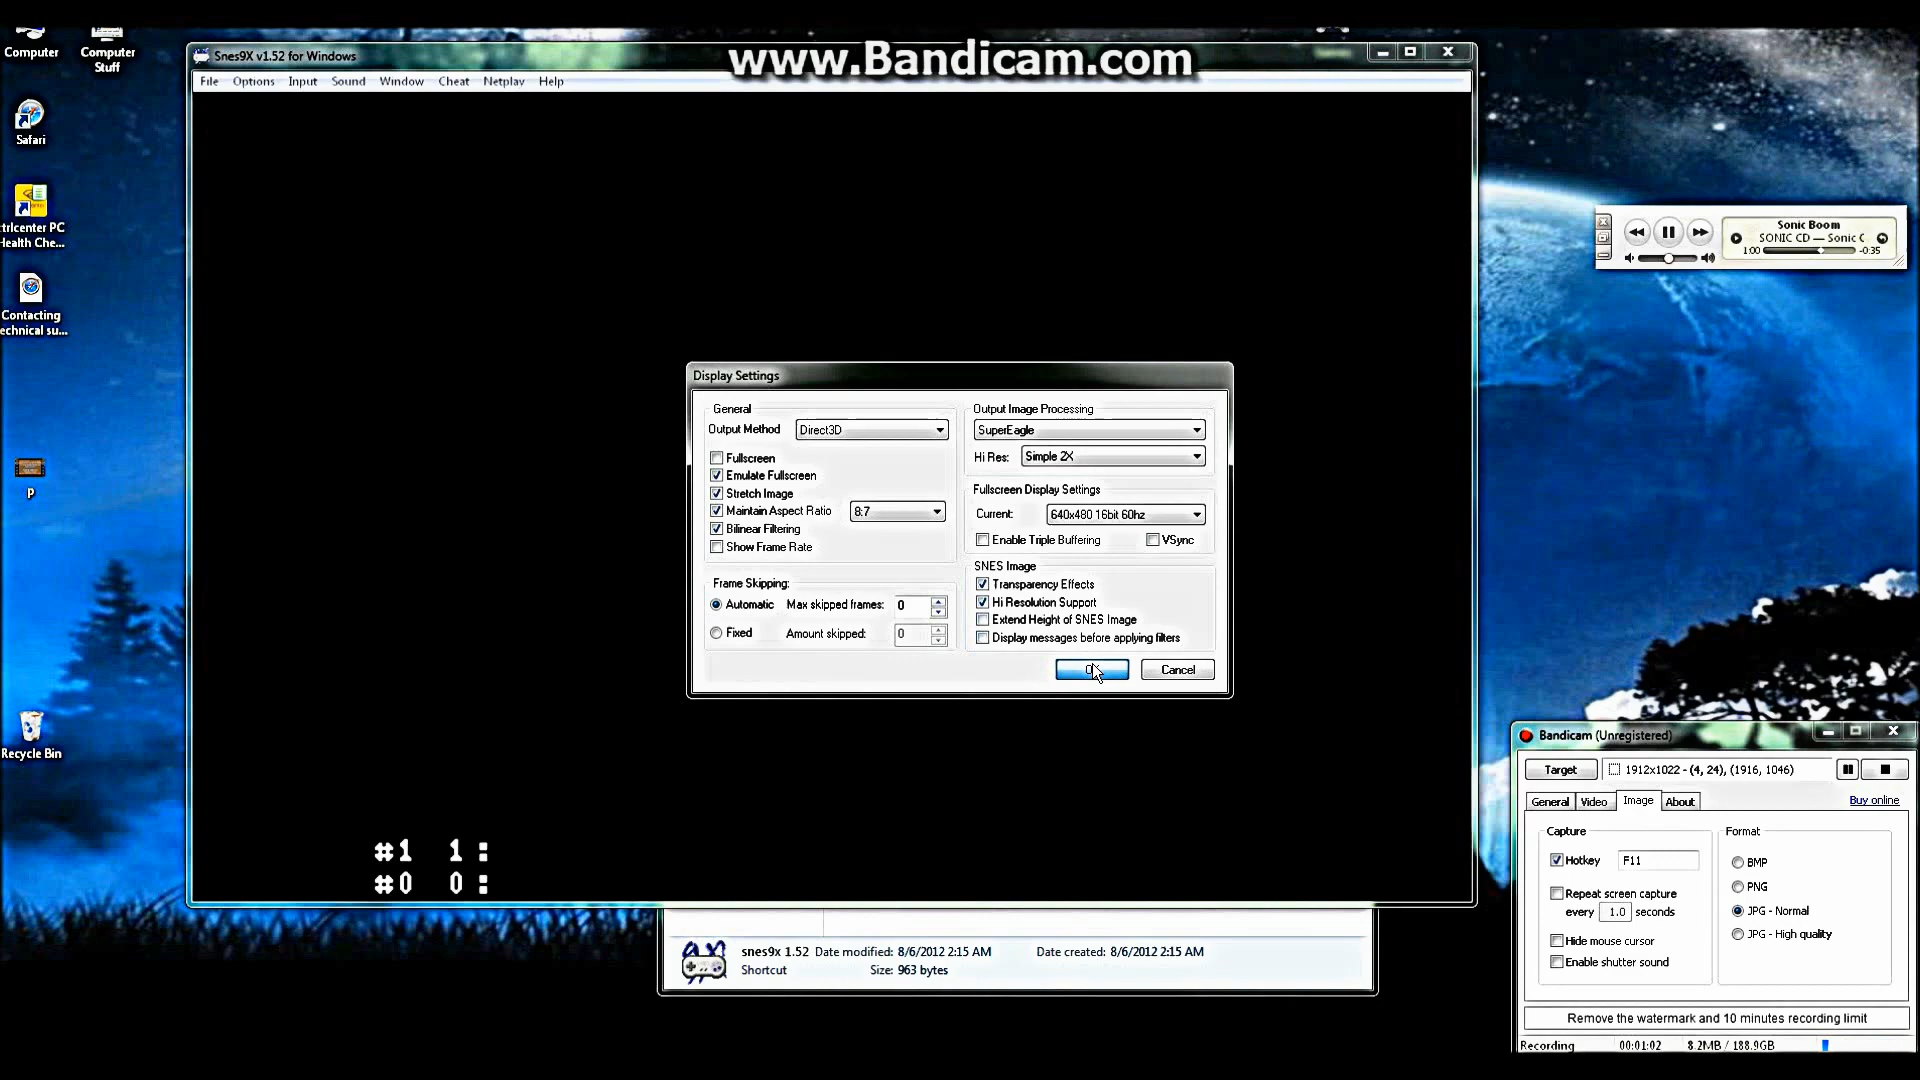 www.Bandicam.com
Computer
Computer Stuff
Safari
ctrlcenter PC
Health Che...
Contacting
technical su...
P
Recycle Bin
Snes9X v1.52 for Windows
File Options Input Sound Window Cheat Netplay Help
#1 1:
#0 0:
Display Settings
General
Output Method Direct3D
Fullscreen
Emulate Fullscreen
Stretch Image
Maintain Aspect Ratio 8:7
Bilinear Filtering
Show Frame Rate
Frame Skipping:
Automatic Max skipped frames: 0
Fixed Amount skipped: 0
Output Image Processing
SuperEagle
Hi Res: Simple 2X
Fullscreen Display Settings
Current: 640x480 16bit 60hz
Enable Triple Buffering VSync
SNES Image
Transparency Effects
Hi Resolution Support
Extend Height of SNES Image
Display messages before applying filters
Cancel
snes9x 1.52 Date modified: 8/6/2012 2:15 AM Date created: 8/6/2012 2:15 AM
Shortcut Size: 963 bytes
Sonic Boom
SONIC CD — Sonic C
1:00 -0:35
Bandicam (Unregistered)
Target 1912x1022 - (4, 24), (1916, 1046)
General Video Image About Buy online
Capture
Hotkey F11
Repeat screen capture
every 1.0 seconds
Hide mouse cursor
Enable shutter sound
Format
BMP
PNG
JPG - Normal
JPG - High quality
Remove the watermark and 10 minutes recording limit
Recording 00:01:02 8.2MB / 188.9GB